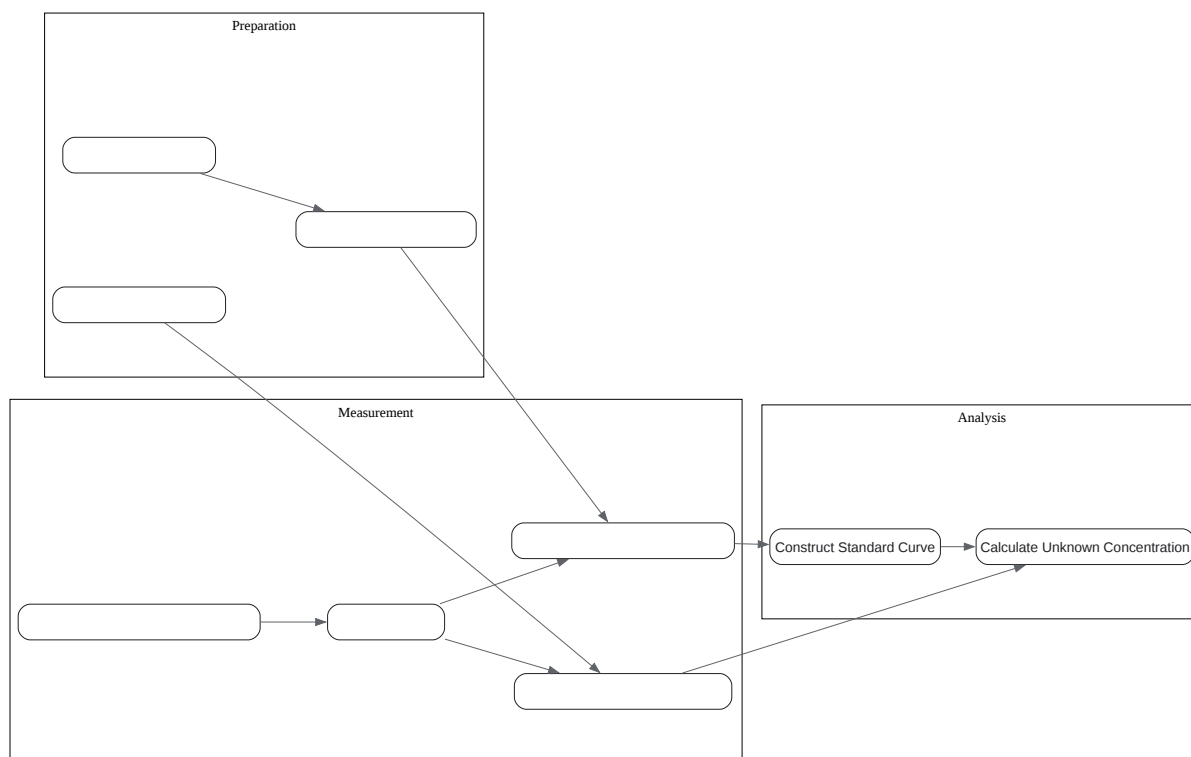 Preparation
Measurement
Analysis
Construct Standard Curve
Calculate Unknown Concentration